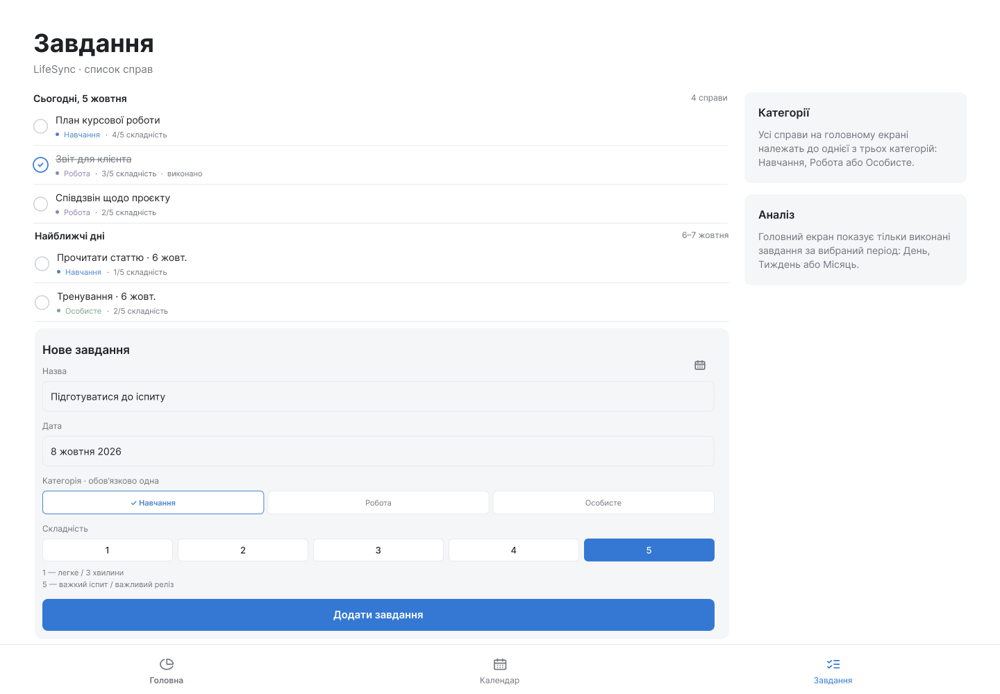 Завдання
LifeSync · список справ
Сьогодні, 5 жовтня
4 справи
План курсової роботи
Навчання · 4/5 складність
Звіт для клієнта
Робота · 3/5 складність · виконано
Співдзвін щодо проєкту
Робота · 2/5 складність
Найближчі дні
6–7 жовтня
Прочитати статтю · 6 жовт.
Навчання · 1/5 складність
Тренування · 6 жовт.
Особисте · 2/5 складність
Нове завдання
Назва
Підготуватися до іспиту
Дата
8 жовтня 2026
Категорія · обов’язково одна
✓ Навчання
Робота
Особисте
Складність
1
2
3
4
5
1 — легке / 3 хвилини
5 — важкий іспит / важливий реліз
Додати завдання
Категорії
Усі справи на головному екрані
належать до однієї з трьох категорій:
Навчання, Робота або Особисте.
Аналіз
Головний екран показує тільки виконані
завдання за вибраний період: День,
Тиждень або Місяць.
Головна
Календар
Завдання